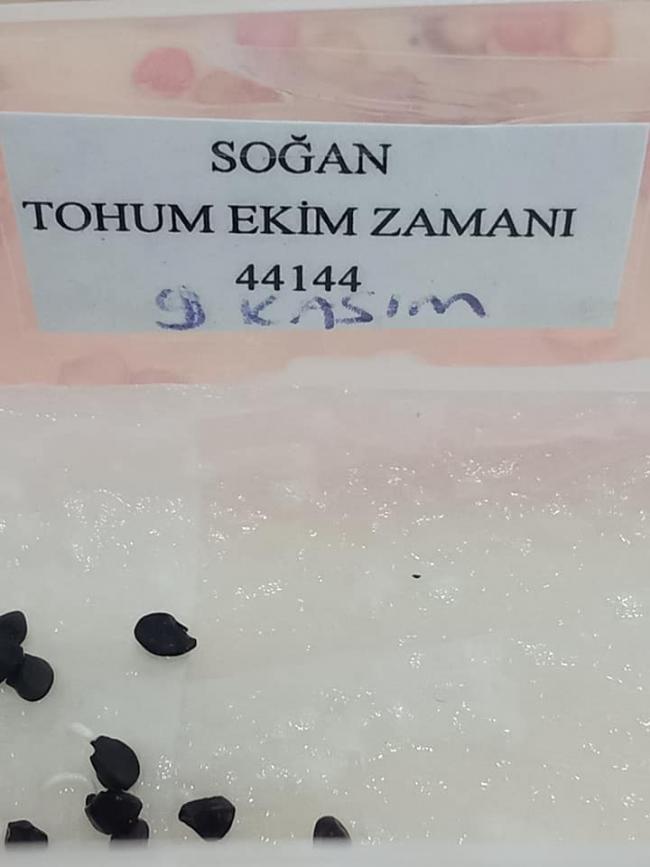 SOĞAN
TOHUM EKİM ZAMANI
44144
9 KASIM